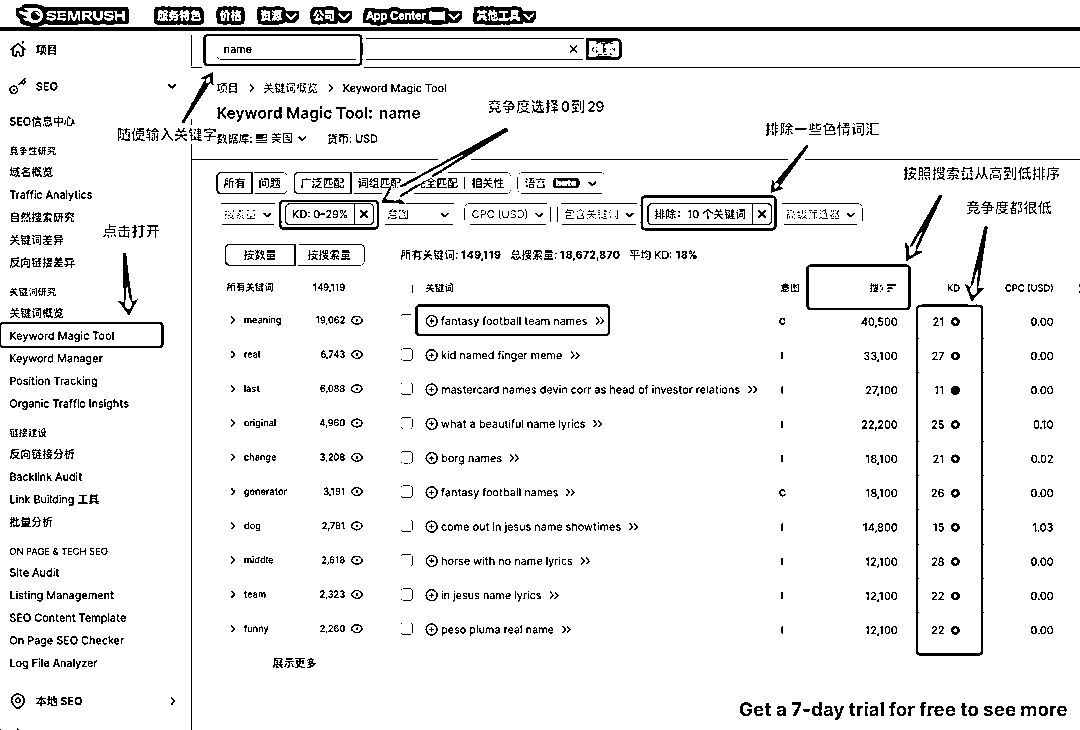 SEMRUSH 服务特色 价格 资源 公司 App Center 其他工具
项目
name
SEO
项目 > 关键词概览 > Keyword Magic Tool
竞争度选择0到29
Keyword Magic Tool: name
SEO信息中心
随便输入关键字
数据库: 美国 货币: USD
排除一些色情词汇
竞争性研究
域名概览
按照搜索量从高到低排序
Traffic Analytics
所有 问题 广泛匹配 词组匹配 完全匹配 相关性 语言 beta
自然搜索研究
搜索量 KD: 0-29% 意图 CPC (USD) 包含关键词 排除: 10 个关键词 高级筛选器
竞争度都很低
关键词差异
点击打开
反向链接差异
按数量 按搜索量 所有关键词: 149,119 总搜索量: 18,672,870 平均 KD: 18%
关键词研究
所有关键词 149,119 关键词 意图 搜 KD CPC (USD)
关键词概览
meaning 19,062 fantasy football team names C 40,500 21 0.00
Keyword Magic Tool
real 6,743 kid named finger meme I 33,100 27 0.00
Keyword Manager
Position Tracking
last 6,088 mastercard names devin corr as head of investor relations I 27,100 11 0.00
Organic Traffic Insights
original 4,960 what a beautiful name lyrics I 22,200 25 0.10
链接建设
反向链接分析
change 3,208 borg names I 18,100 21 0.02
Backlink Audit
generator 3,191 fantasy football names C 18,100 26 0.00
Link Building 工具
批量分析
dog 2,781 come out in jesus name showtimes I 14,800 15 1.03
ON PAGE & TECH SEO
middle 2,618 horse with no name lyrics I 12,100 28 0.00
Site Audit
Listing Management
team 2,323 in jesus name lyrics I 12,100 22 0.00
SEO Content Template
funny 2,260 peso pluma real name I 12,100 22 0.00
On Page SEO Checker
Log File Analyzer
展示更多
本地 SEO
Get a 7-day trial for free to see more